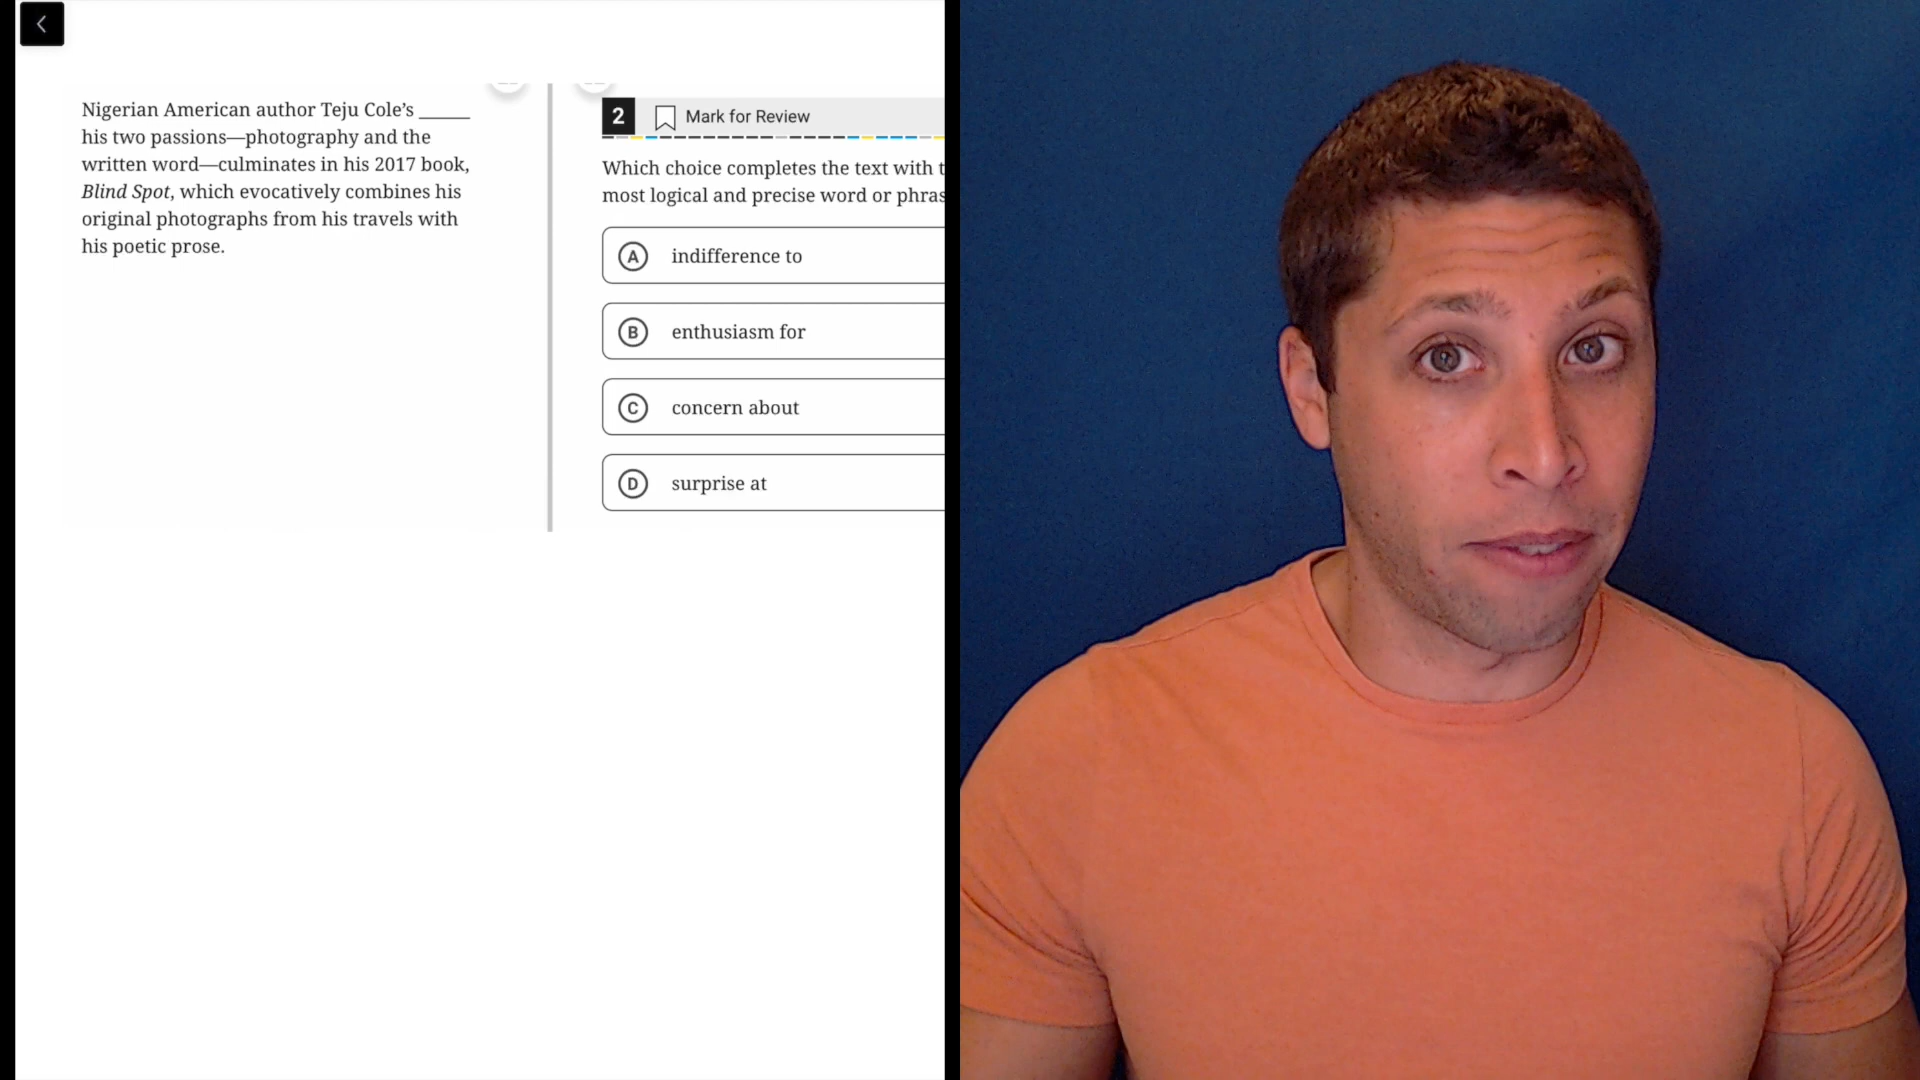 Nigerian American author Teju Cole’s _____
his two passions—photography and the
written word—culminates in his 2017 book,
Blind Spot, which evocatively combines his
original photographs from his travels with
his poetic prose.
2 Mark for Review
Which choice completes the text with t
most logical and precise word or phras
A indifference to
B enthusiasm for
C concern about
D surprise at